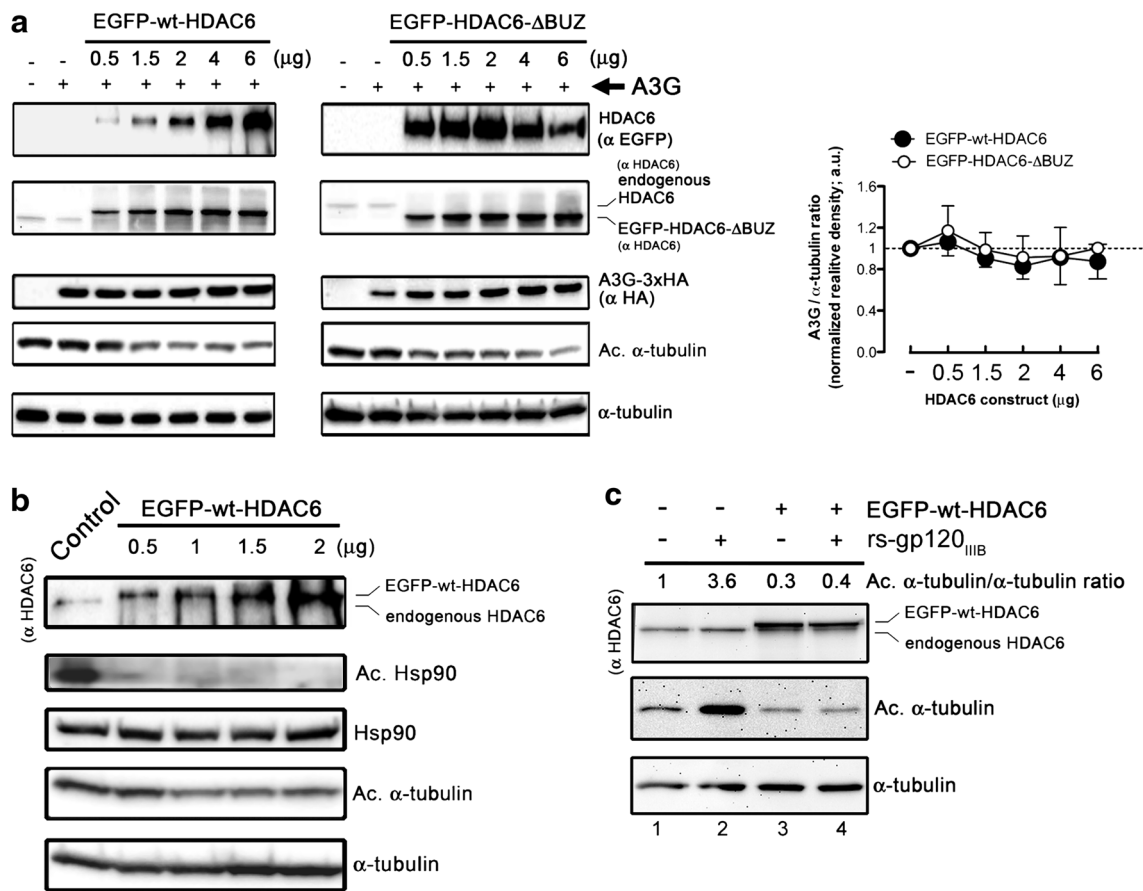 a
EGFP-wt-HDAC6
0.5 1.5 2 4 6 (μg)
- -
- + + + + + +
EGFP-HDAC6-ΔBUZ
0.5 1.5 2 4 6 (μg)
- -
- + + + + + +
A3G
HDAC6
(α EGFP)
(α HDAC6)
endogenous
HDAC6
EGFP-HDAC6-ΔBUZ
(α HDAC6)
A3G-3xHA
(α HA)
Ac. α-tubulin
α-tubulin
EGFP-wt-HDAC6
EGFP-HDAC6-ΔBUZ
A3G / α-tubulin ratio
(normalized realitve density; a.u.)
1.6
1.2
1
0.8
0.4
0.0
- 0.5 1.5 2 4 6
HDAC6 construct (μg)
b
Control
EGFP-wt-HDAC6
0.5 1 1.5 2 (μg)
(α HDAC6)
EGFP-wt-HDAC6
endogenous HDAC6
Ac. Hsp90
Hsp90
Ac. α-tubulin
α-tubulin
c
- - + + EGFP-wt-HDAC6
- + - + rs-gp120IIIB
1 3.6 0.3 0.4 Ac. α-tubulin/α-tubulin ratio
(α HDAC6)
EGFP-wt-HDAC6
endogenous HDAC6
Ac. α-tubulin
α-tubulin
1 2 3 4